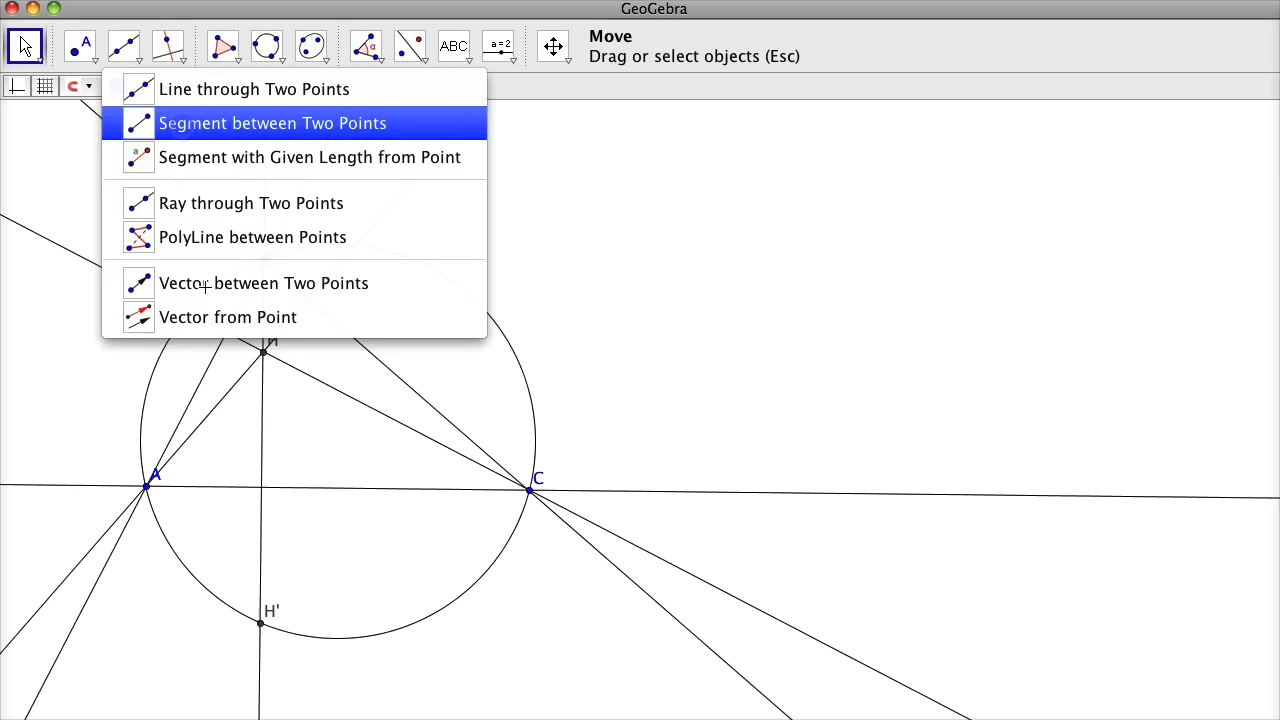 GeoGebra
A
α
ABC
a=2
Move
Drag or select objects (Esc)
Line through Two Points
Segment between Two Points
a
Segment with Given Length from Point
Ray through Two Points
PolyLine between Points
Vector between Two Points
Vector from Point
H
A
C
H'